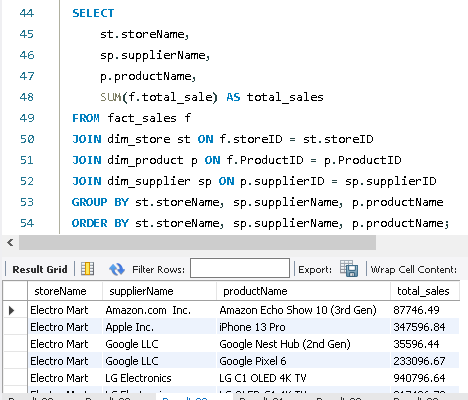 44 SELECT
45 st.storeName,
46 sp.supplierName,
47 p.productName,
48 SUM(f.total_sale) AS total_sales
49 FROM fact_sales f
50 JOIN dim_store st ON f.storeID = st.storeID
51 JOIN dim_product p ON f.ProductID = p.ProductID
52 JOIN dim_supplier sp ON p.supplierID = sp.supplierID
53 GROUP BY st.storeName, sp.supplierName, p.productName
54 ORDER BY st.storeName, sp.supplierName, p.productName;
Result Grid Filter Rows: Export: Wrap Cell Content:
storeName supplierName productName total_sales
Electro Mart Amazon.com Inc. Amazon Echo Show 10 (3rd Gen) 87746.49
Electro Mart Apple Inc. iPhone 13 Pro 347596.84
Electro Mart Google LLC Google Nest Hub (2nd Gen) 35596.44
Electro Mart Google LLC Google Pixel 6 233096.67
Electro Mart LG Electronics LG C1 OLED 4K TV 940790.64